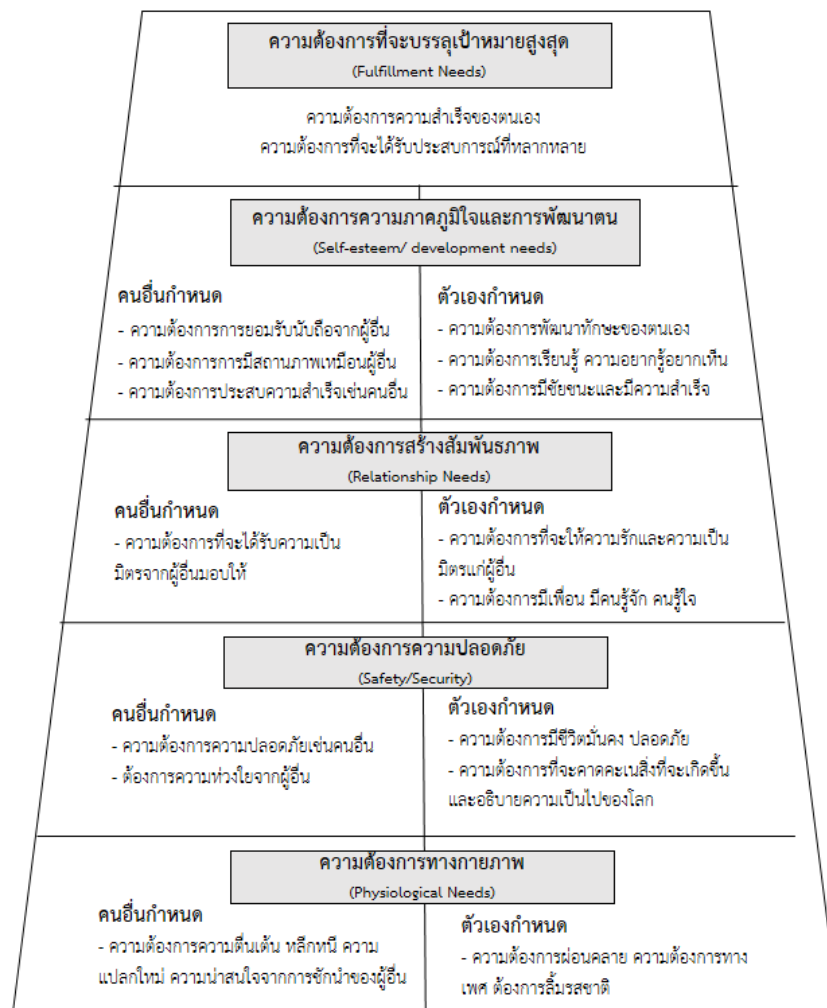 ความต้องการที่จะบรรลุเป้าหมายสูงสุด
(Fulfillment Needs)
ความต้องการความสำเร็จของตนเอง
ความต้องการที่จะได้รับประสบการณ์ที่หลากหลาย
ความต้องการความภาคภูมิใจและการพัฒนาตน
(Self-esteem/ development needs)
คนอื่นกำหนด
- ความต้องการการยอมรับนับถือจากผู้อื่น
- ความต้องการการมีสถานภาพเหมือนผู้อื่น
- ความต้องการประสบความสำเร็จเช่นคนอื่น
ตัวเองกำหนด
- ความต้องการพัฒนาทักษะของตนเอง
- ความต้องการเรียนรู้ ความอยากรู้อยากเห็น
- ความต้องการมีชัยชนะและมีความสำเร็จ
ความต้องการสร้างสัมพันธภาพ
(Relationship Needs)
คนอื่นกำหนด
- ความต้องการที่จะได้รับความเป็น
มิตรจากผู้อื่นมอบให้
ตัวเองกำหนด
- ความต้องการที่จะให้ความรักและความเป็น
มิตรแก่ผู้อื่น
- ความต้องการมีเพื่อน มีคนรู้จัก คนรู้ใจ
ความต้องการความปลอดภัย
(Safety/Security)
คนอื่นกำหนด
- ความต้องการความปลอดภัยเช่นคนอื่น
- ต้องการความห่วงใยจากผู้อื่น
ตัวเองกำหนด
- ความต้องการมีชีวิตมั่นคง ปลอดภัย
- ความต้องการที่จะคาดคะเนสิ่งที่จะเกิดขึ้น
และอธิบายความเป็นไปของโลก
ความต้องการทางกายภาพ
(Physiological Needs)
คนอื่นกำหนด
- ความต้องการความตื่นเต้น หลีกหนี ความ
แปลกใหม่ ความน่าสนใจจากการชักนำของผู้อื่น
ตัวเองกำหนด
- ความต้องการผ่อนคลาย ความต้องการทาง
เพศ ต้องการลิ้มรสชาติ